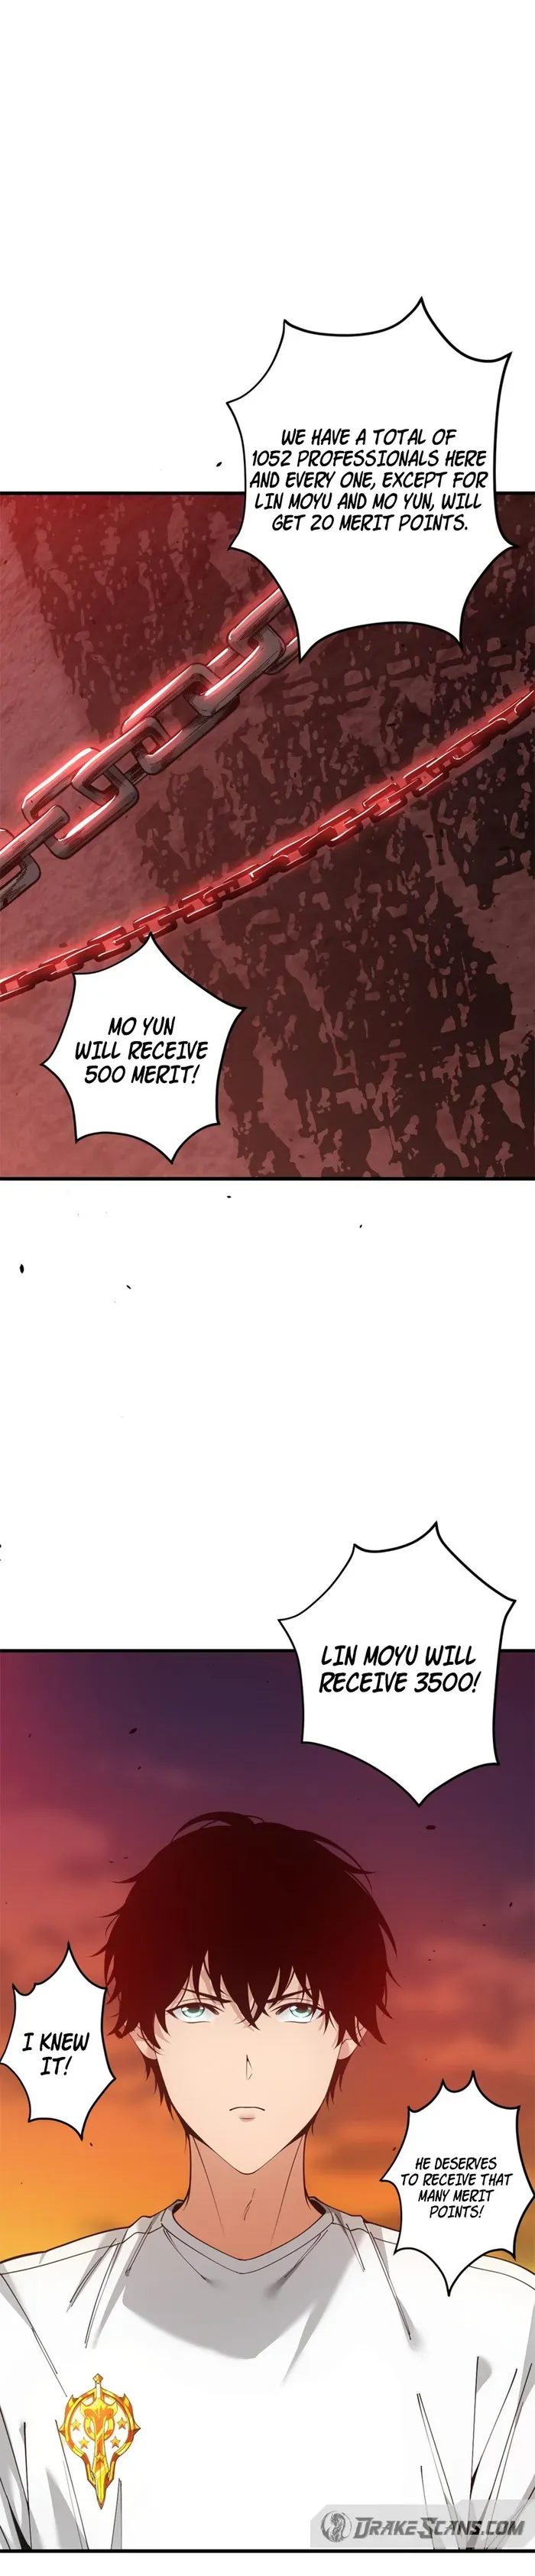 WE HAVE A TOTAL OF
1052 PROFESSIONALS HERE
AND EVERY ONE, EXCEPT FOR
LIN MOYU AND MO YUN, WILL
GET 20 MERIT POINTS.
MO YUN
WILL RECEIVE
500 MERIT!
LIN MOYU WILL
RECEIVE 3500!
I KNEW
IT!
HE DESERVES
TO RECEIVE THAT
MANY MERIT
POINTS!
DRAKESCANS.COM